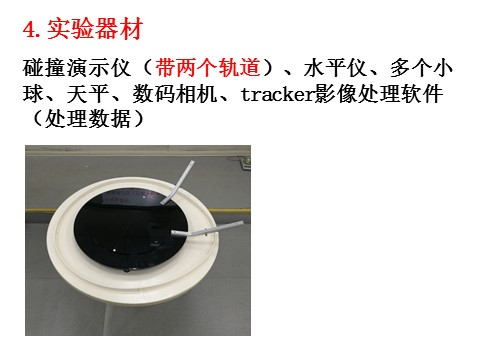 4.实验器材
碰撞演示仪（带两个轨道）、水平仪、多个小
球、天平、数码相机、tracker影像处理软件
（处理数据）